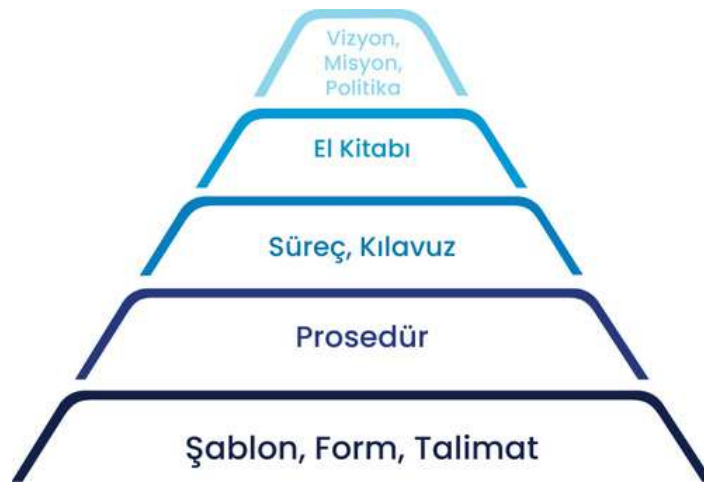 Vizyon,
Misyon,
Politika
El Kitabı
Süreç, Kılavuz
Prosedür
Şablon, Form, Talimat